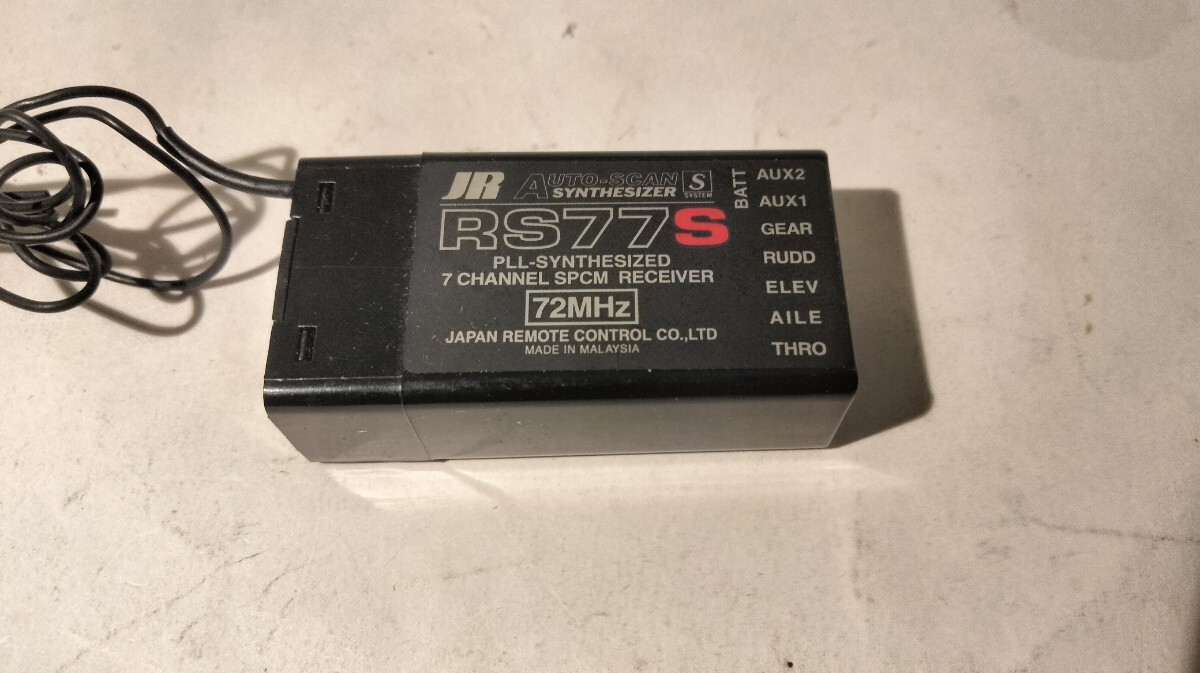 JR AUTO-SCAN SYNTHESIZER S SYSTEM
RS77S
PLL-SYNTHESIZED
7 CHANNEL SPCM RECEIVER
72MHz
JAPAN REMOTE CONTROL CO.,LTD
MADE IN MALAYSIA
BATT
AUX2
AUX1
GEAR
RUDD
ELEV
AILE
THRO